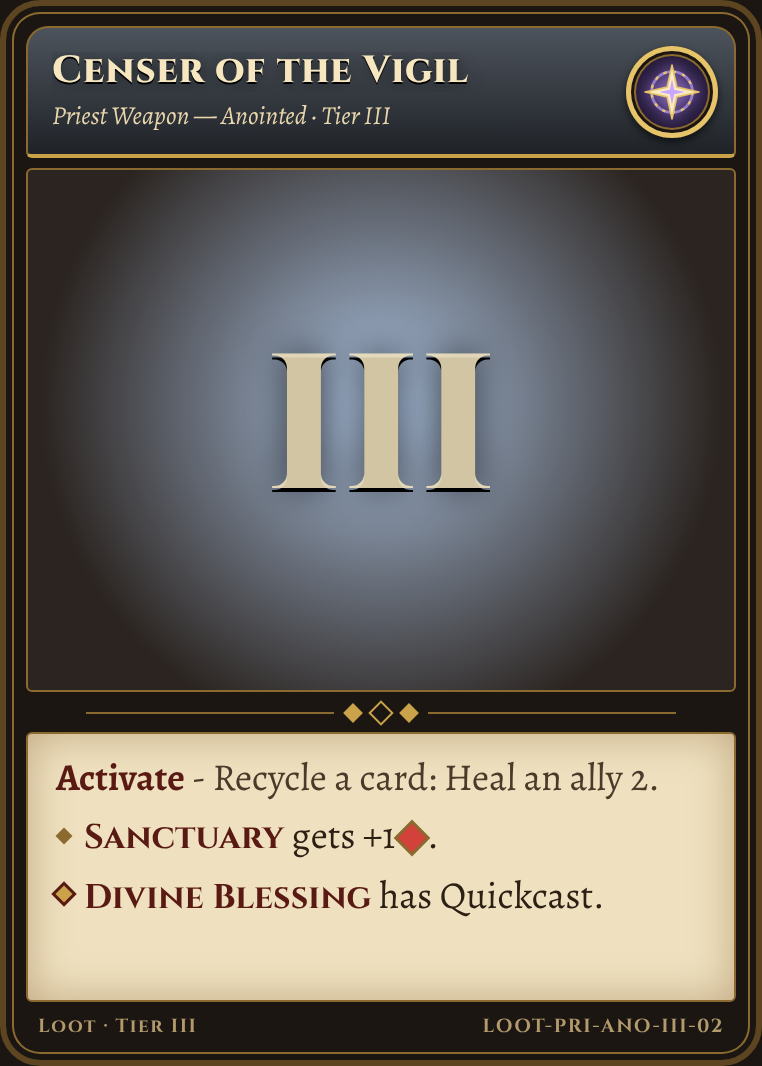 Censer of the Vigil
Priest Weapon — Anointed · Tier III
III
Activate - Recycle a card: Heal an ally 2.
Sanctuary gets +1.
Divine Blessing has Quickcast.
Loot · Tier III
LOOT-PRI-ANO-III-02